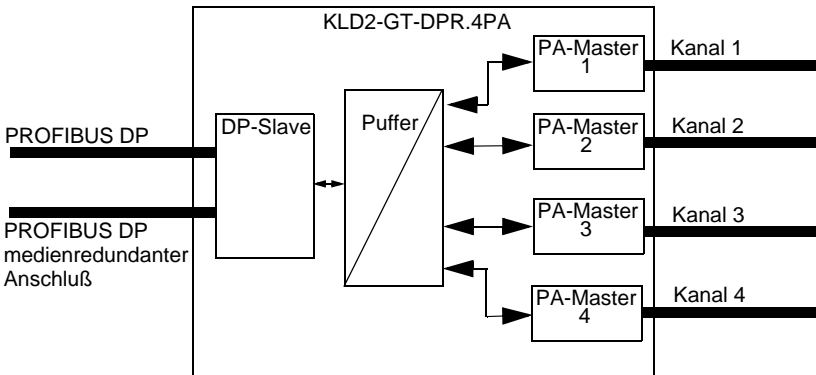 KLD2-GT-DPR.4PA
PROFIBUS DP
PROFIBUS DP
medienredundanter
Anschluß
DP-Slave
Puffer
PA-Master
1
Kanal 1
PA-Master
2
Kanal 2
PA-Master
3
Kanal 3
PA-Master
4
Kanal 4